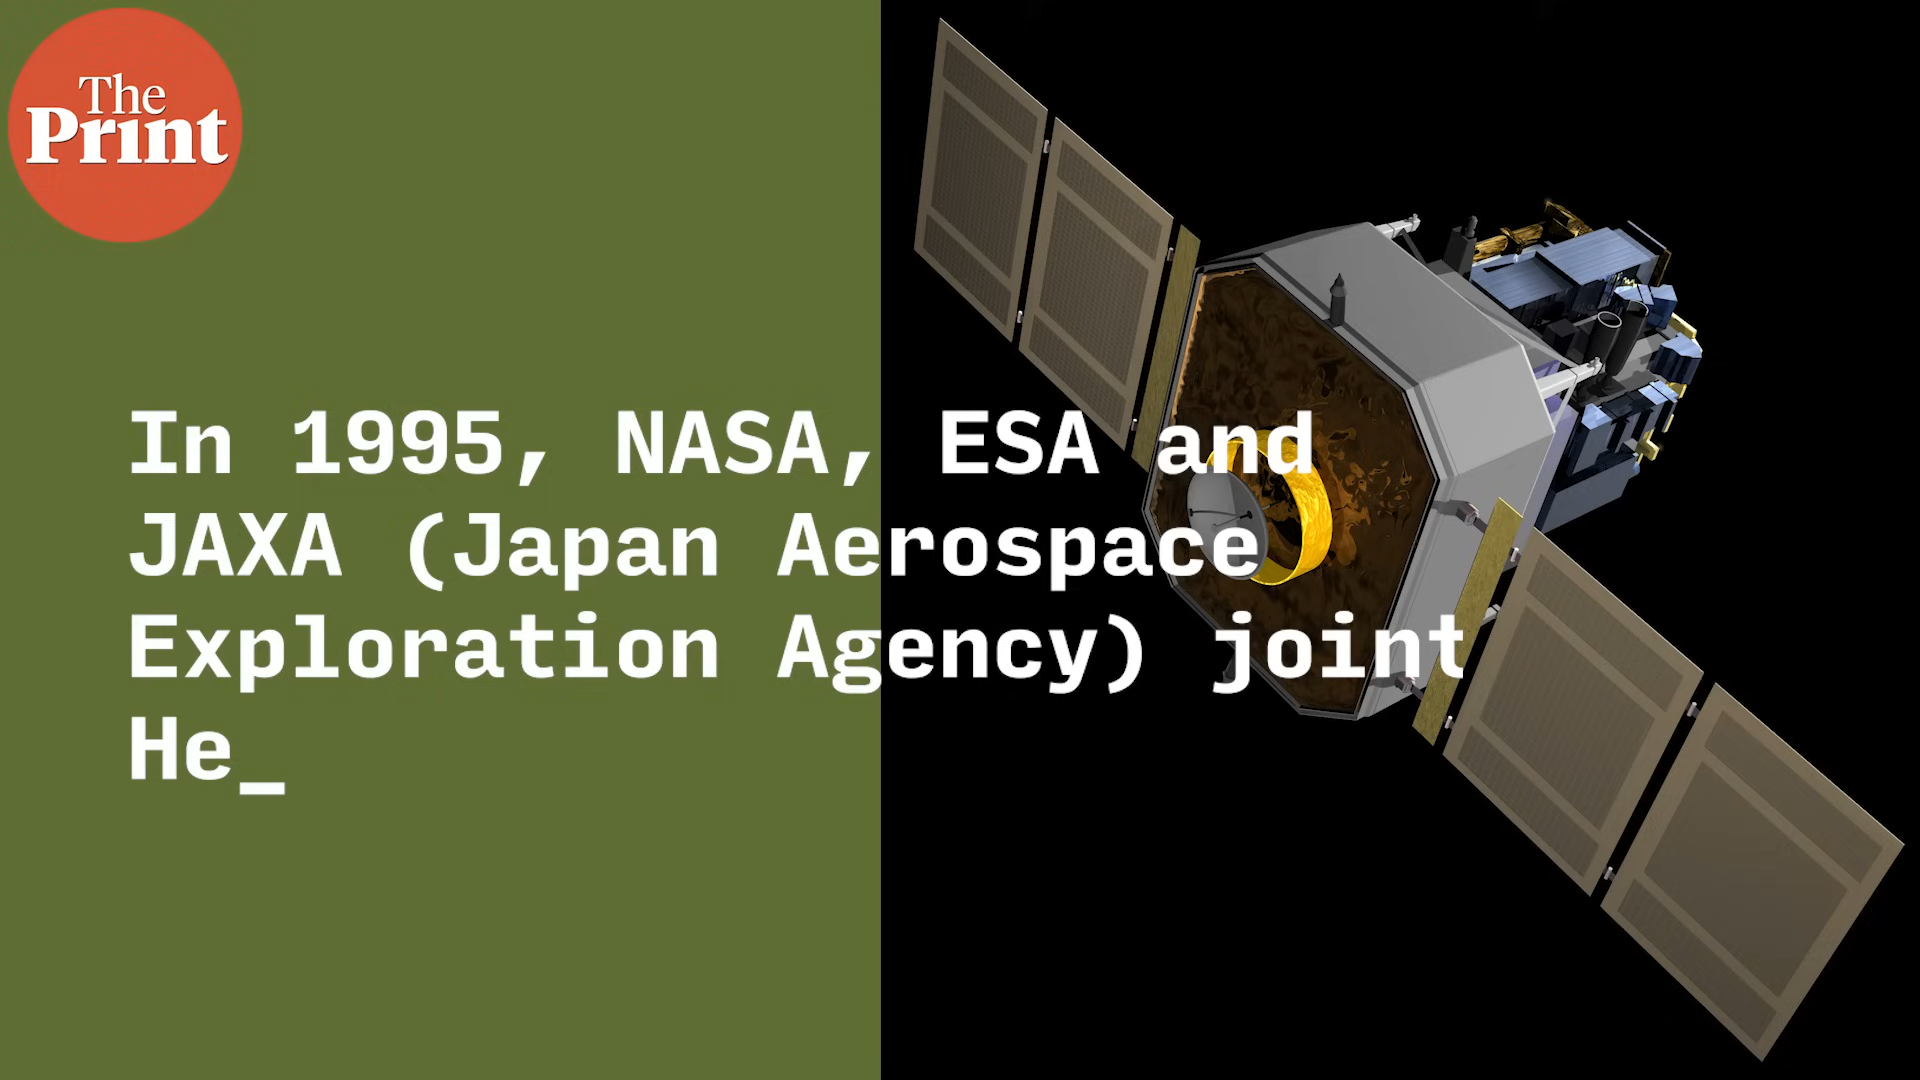 The
Print
In 1995, NASA, ESA and
JAXA (Japan Aerospace
Exploration Agency) joint
He_